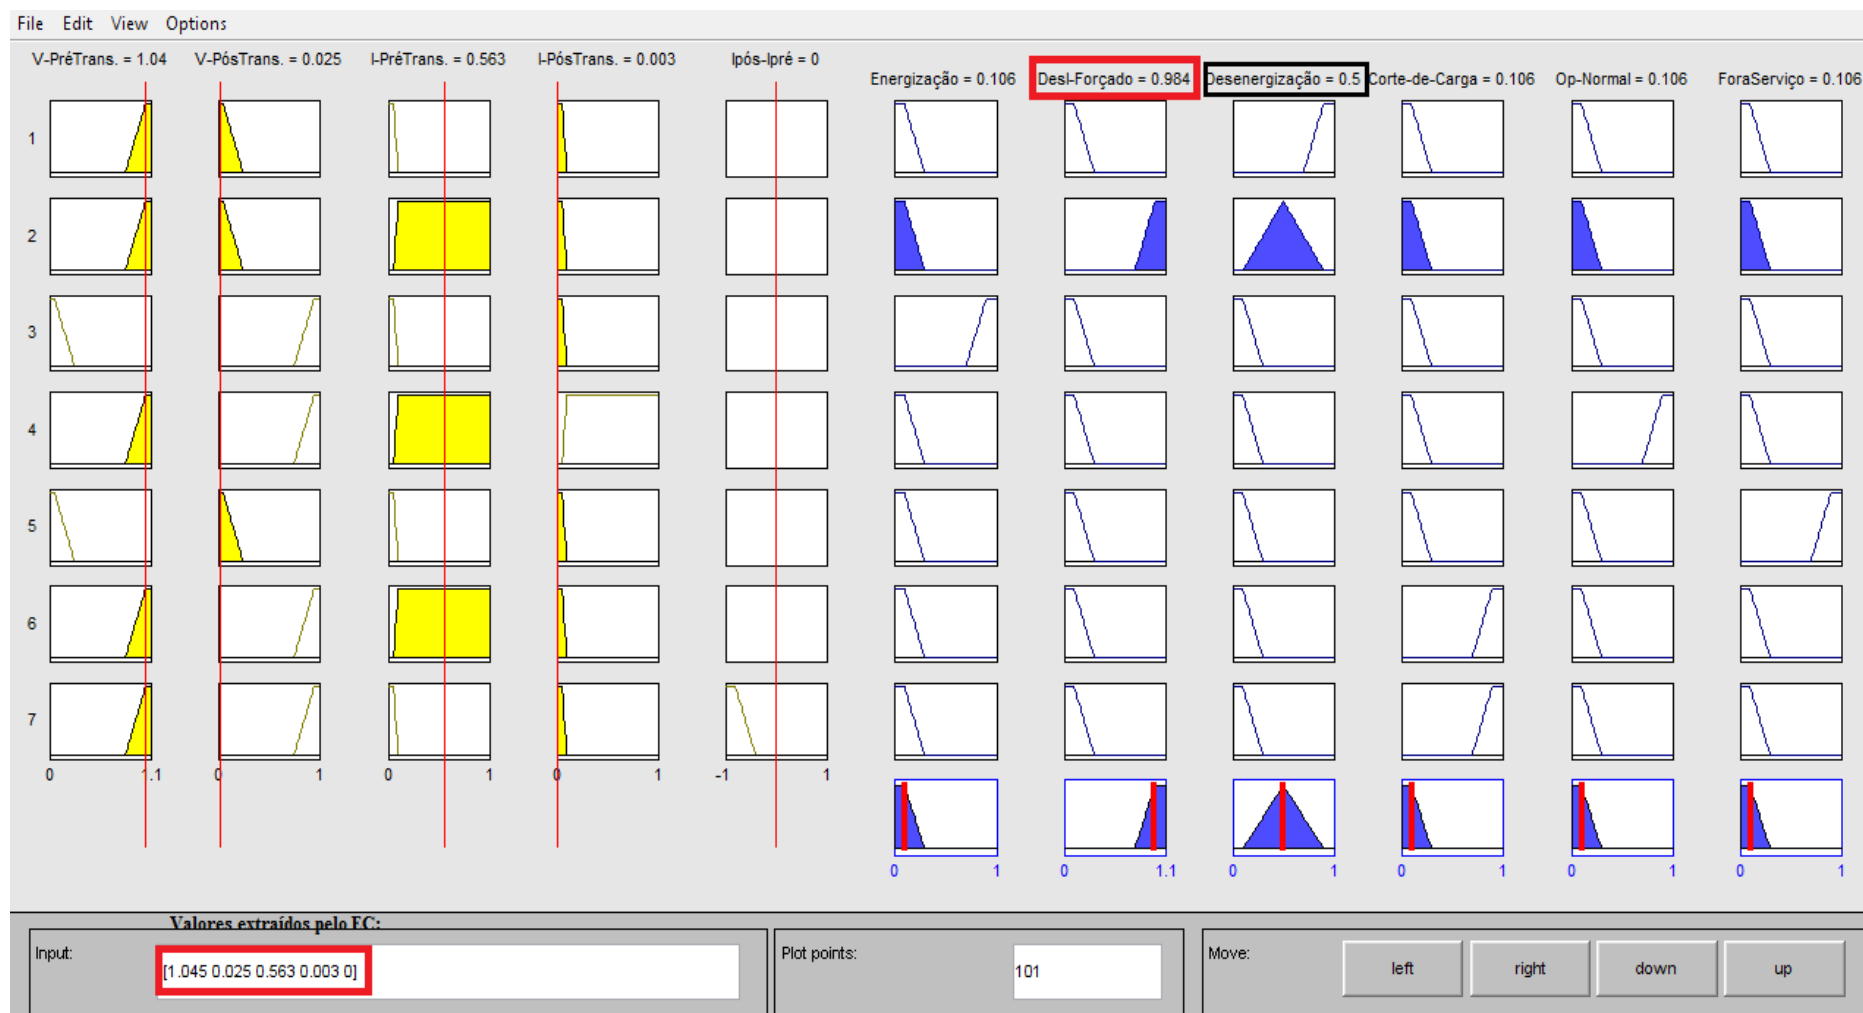 File Edit View Options
V-PréTrans. = 1.04 V-PósTrans. = 0.025 I-PréTrans. = 0.563 I-PósTrans. = 0.003 Ipós-Ipré = 0
Energização = 0.106 Desl-Forçado = 0.984 Desenergização = 0.5 Corte-de-Carga = 0.106 Op-Normal = 0.106 ForaServiço = 0.106
1
2
3
4
5
6
7
0 1.1 0 1 0 1 0 1 -1 1
0 1 0 1.1 0 1 0 1 0 1 0 1
Valores extraídos pelo EC:
Input: [1.045 0.025 0.563 0.003 0] Plot points: 101 Move: left right down up